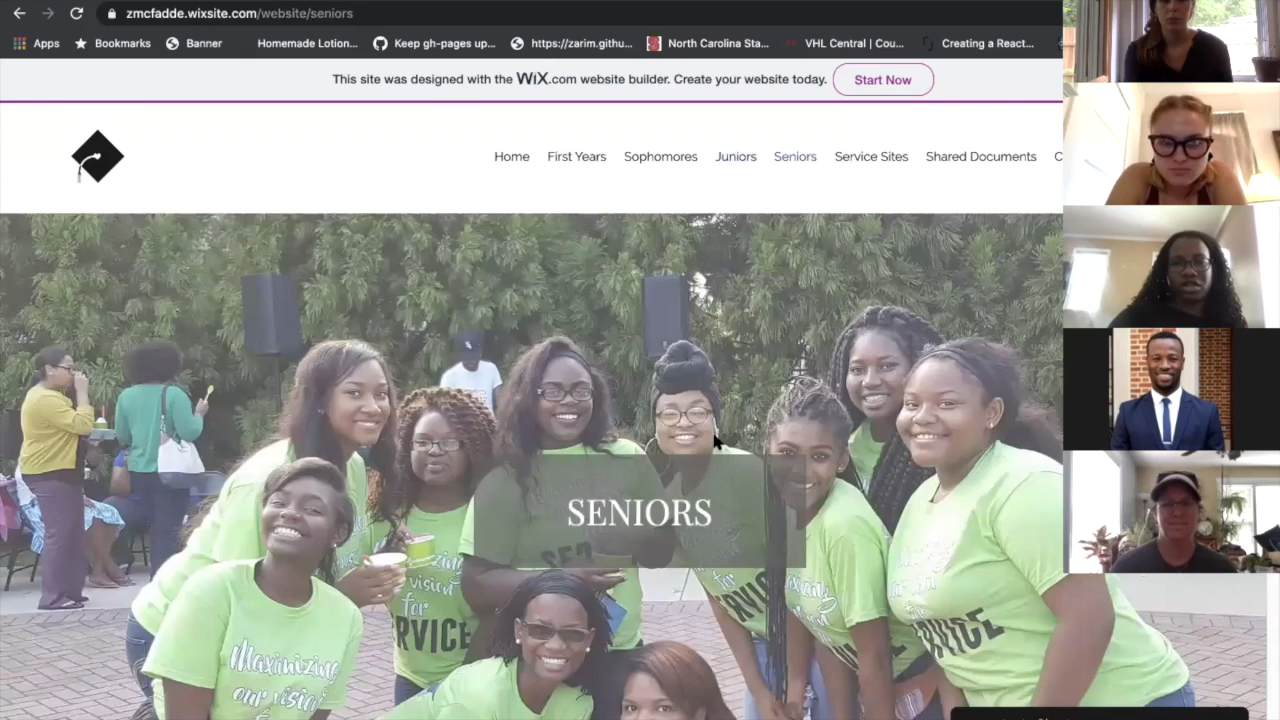 zmcfadde.wixsite.com/website/seniors
Apps Bookmarks Banner Homemade Lotion... Keep gh-pages up... https://zarim.githu... North Carolina Sta... VHL Central | Cou... Creating a React...
This site was designed with the WiX.com website builder. Create your website today. Start Now
Home First Years Sophomores Juniors Seniors Service Sites Shared Documents C
SENIORS
Maximizing
our vision
for
SERVICE